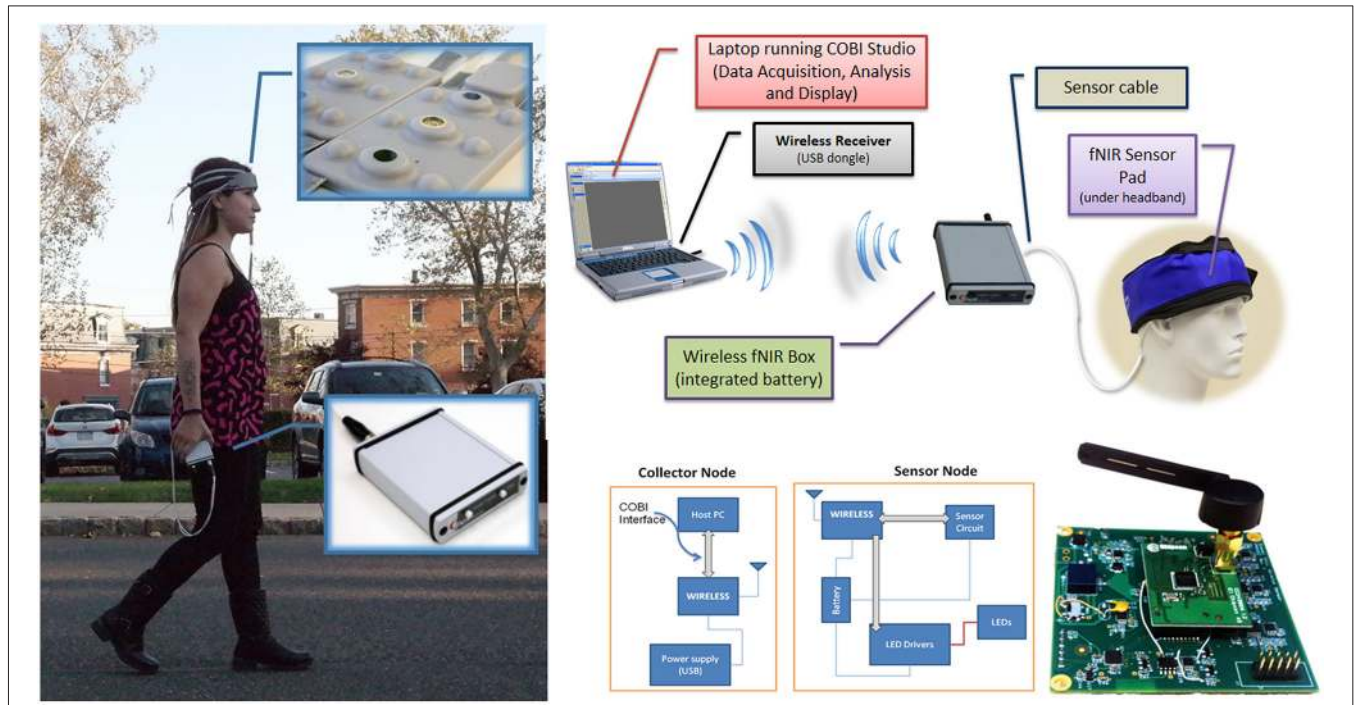 Laptop running COBI Studio
(Data Acquisition, Analysis
and Display)
Sensor cable
Wireless Receiver
(USB dongle)
fNIR Sensor
Pad
(under headband)
Wireless fNIR Box
(integrated battery)
Collector Node
COBI
Interface
Host PC
WIRELESS
Power supply
(USB)
Sensor Node
WIRELESS
Sensor
Circuit
Battery
LEDs
LED Drivers